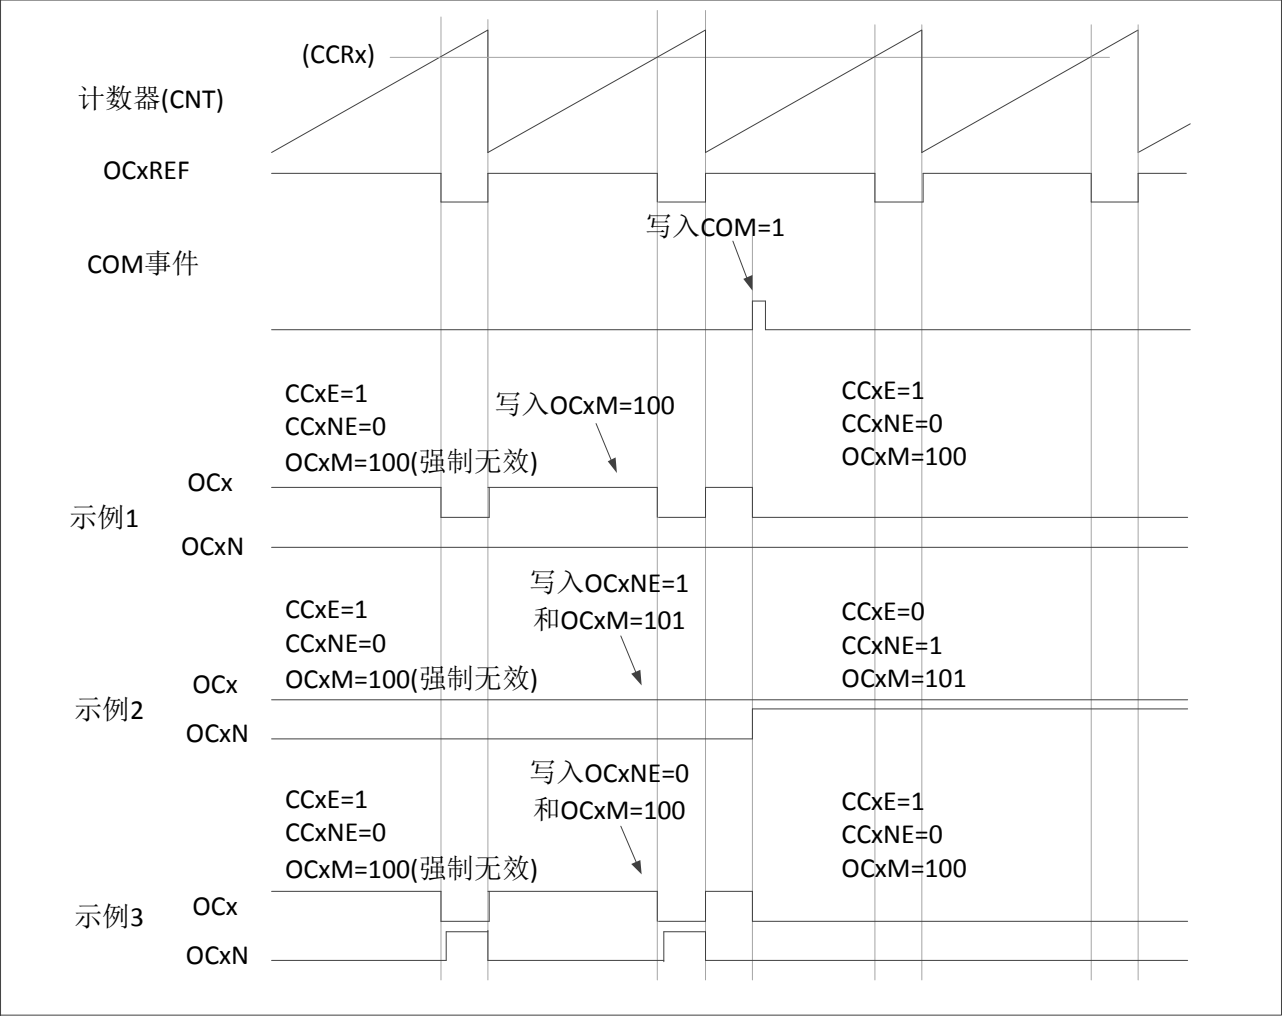 (CCRx)
计数器(CNT)
OCxREF
写入COM=1
COM事件
CCxE=1
CCxNE=0
OCxM=100(强制无效)
写入OCxM=100
CCxE=1
CCxNE=0
OCxM=100
OCx
示例1
OCxN
CCxE=1
CCxNE=0
OCxM=100(强制无效)
写入OCxNE=1
和OCxM=101
CCxE=0
CCxNE=1
OCxM=101
OCx
示例2
OCxN
CCxE=1
CCxNE=0
OCxM=100(强制无效)
写入OCxNE=0
和OCxM=100
CCxE=1
CCxNE=0
OCxM=100
OCx
示例3
OCxN